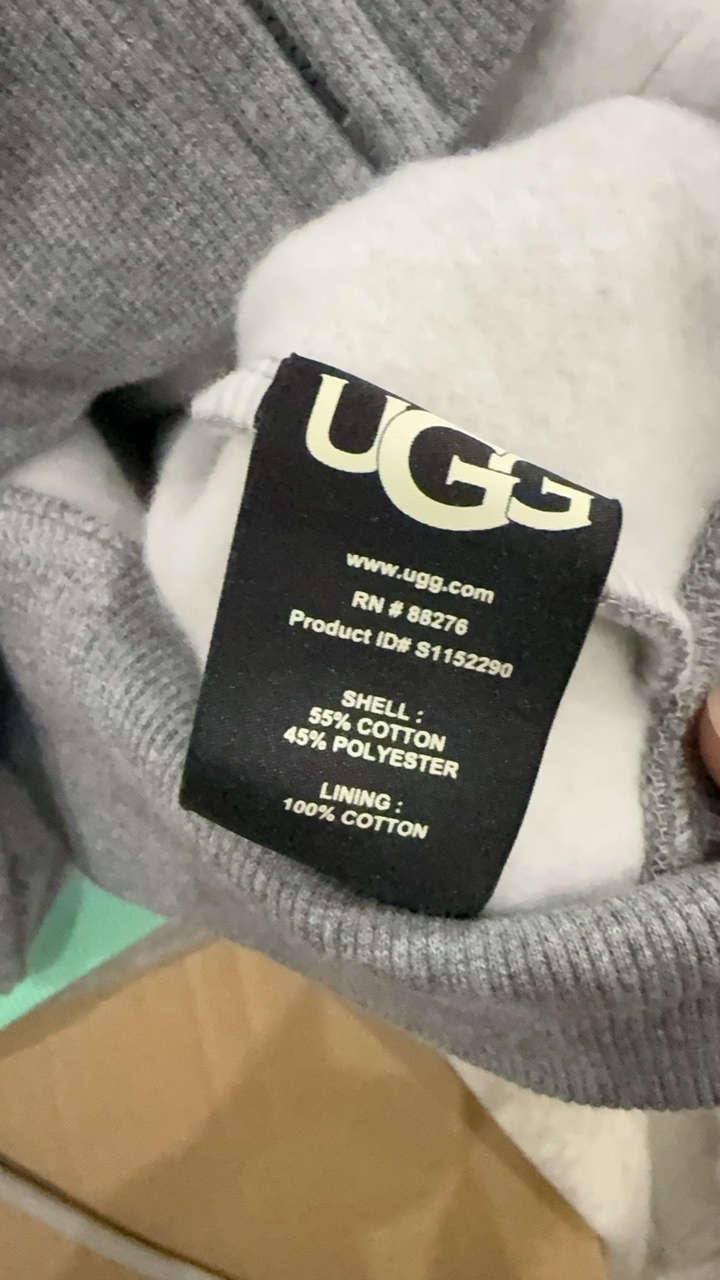 UGG
www.ugg.com
RN # 88276
Product ID# S1152290
SHELL :
55% COTTON
45% POLYESTER
LINING :
100% COTTON